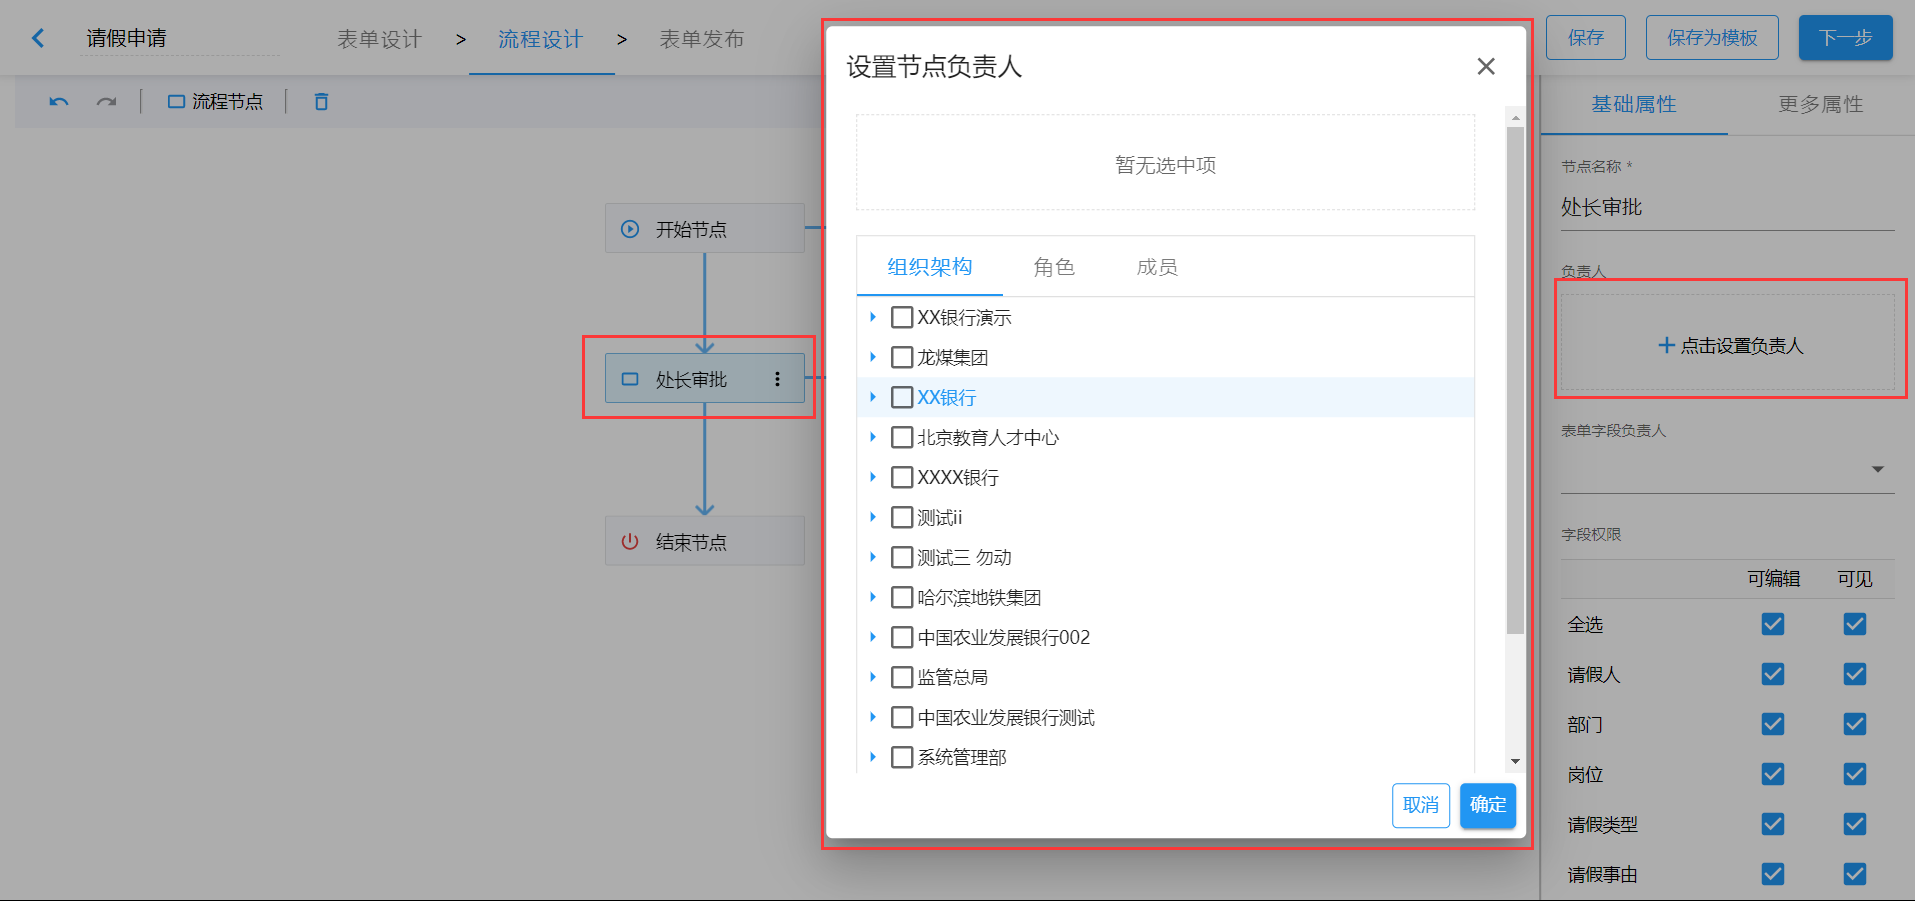 请假申请
表单设计 > 流程设计 > 表单发布
保存
保存为模板
下一步
流程节点
开始节点
处长审批
结束节点
设置节点负责人
暂无选中项
组织架构 角色 成员
XX银行演示
龙煤集团
XX银行
北京教育人才中心
XXXX银行
测试ii
测试三 勿动
哈尔滨地铁集团
中国农业发展银行002
监管总局
中国农业发展银行测试
系统管理部
取消 确定
基础属性 更多属性
节点名称 *
处长审批
负责人
+ 点击设置负责人
表单字段负责人
字段权限
可编辑 可见
全选
请假人
部门
岗位
请假类型
请假事由